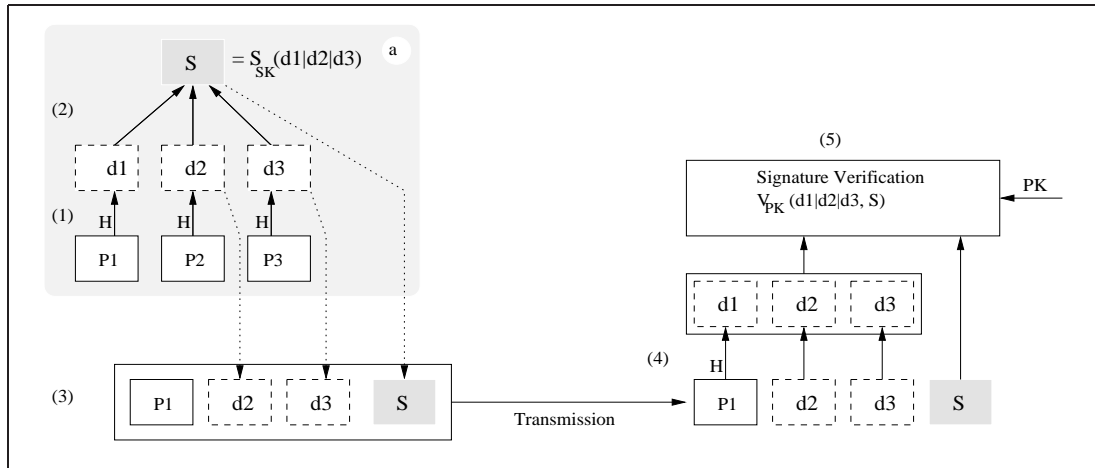 a
S = S_SK(d1|d2|d3)
(2)
d1 d2 d3
(1) H H H
P1 P2 P3
(3) P1 d2 d3 S
Transmission
(5)
Signature Verification
V_PK (d1|d2|d3, S)
PK
d1 d2 d3
(4) H
P1 d2 d3 S